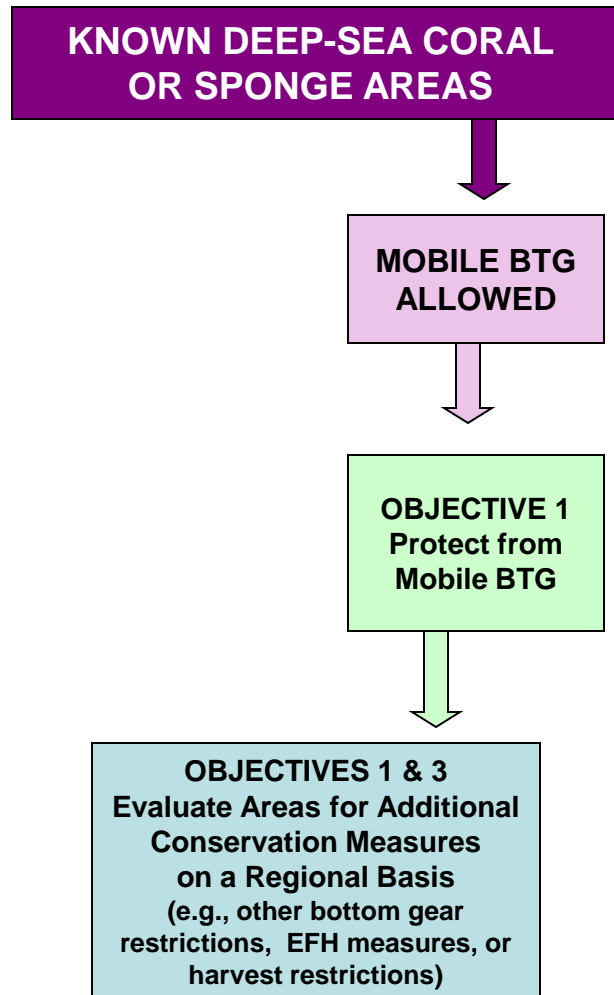 KNOWN DEEP-SEA CORAL
OR SPONGE AREAS
MOBILE BTG
ALLOWED
OBJECTIVE 1
Protect from
Mobile BTG
OBJECTIVES 1 & 3
Evaluate Areas for Additional
Conservation Measures
on a Regional Basis
(e.g., other bottom gear
restrictions, EFH measures, or
harvest restrictions)